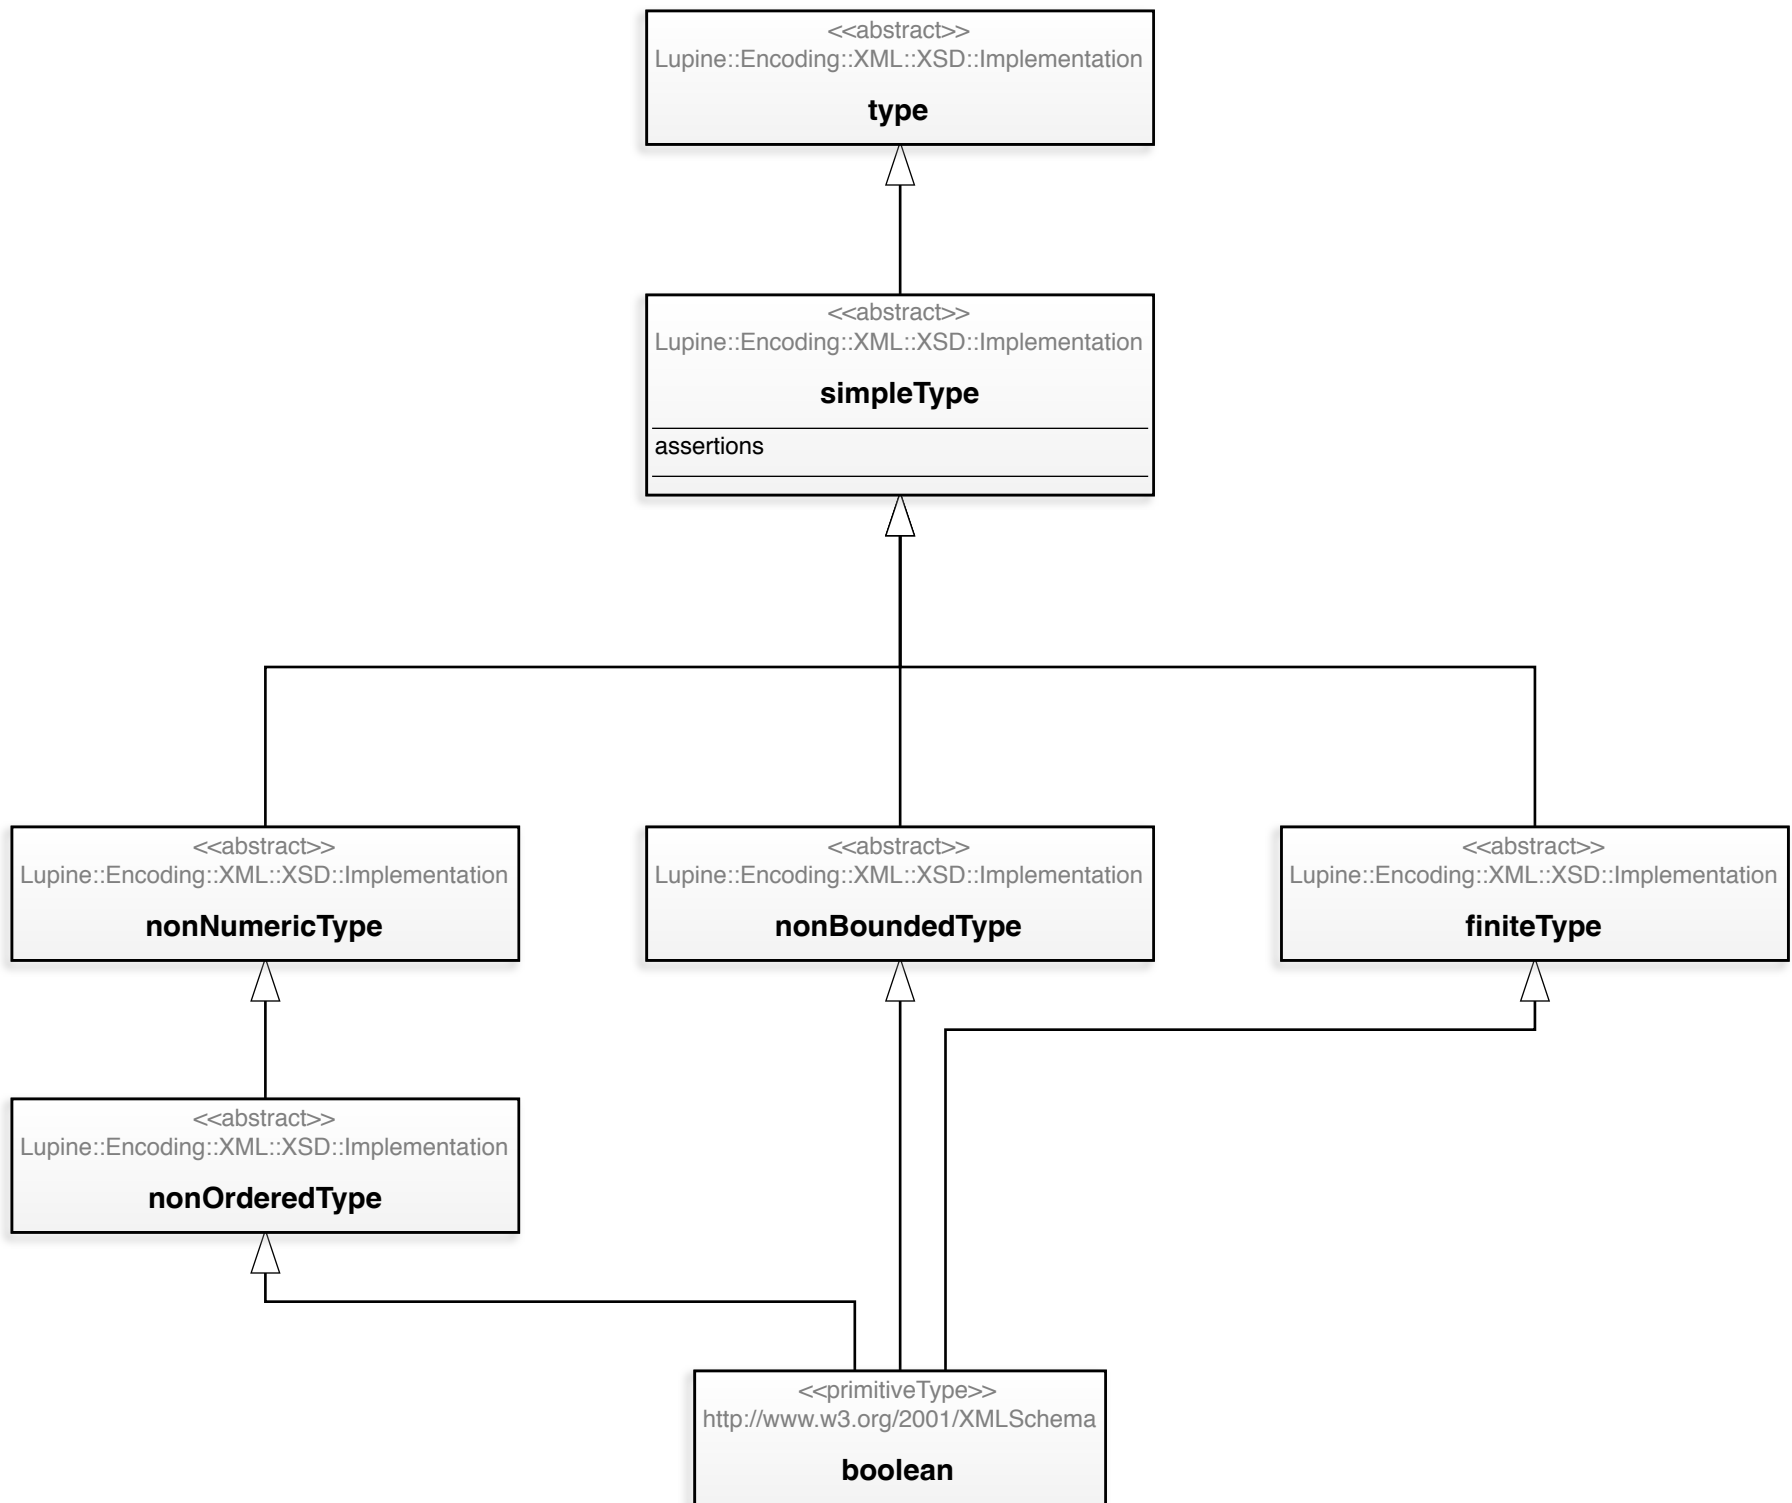 <<abstract>>
Lupine::Encoding::XML::XSD::Implementation
type
<<abstract>>
Lupine::Encoding::XML::XSD::Implementation
simpleType
assertions
<<abstract>>
Lupine::Encoding::XML::XSD::Implementation
nonNumericType
<<abstract>>
Lupine::Encoding::XML::XSD::Implementation
nonBoundedType
<<abstract>>
Lupine::Encoding::XML::XSD::Implementation
finiteType
<<abstract>>
Lupine::Encoding::XML::XSD::Implementation
nonOrderedType
<<primitiveType>>
http://www.w3.org/2001/XMLSchema
boolean